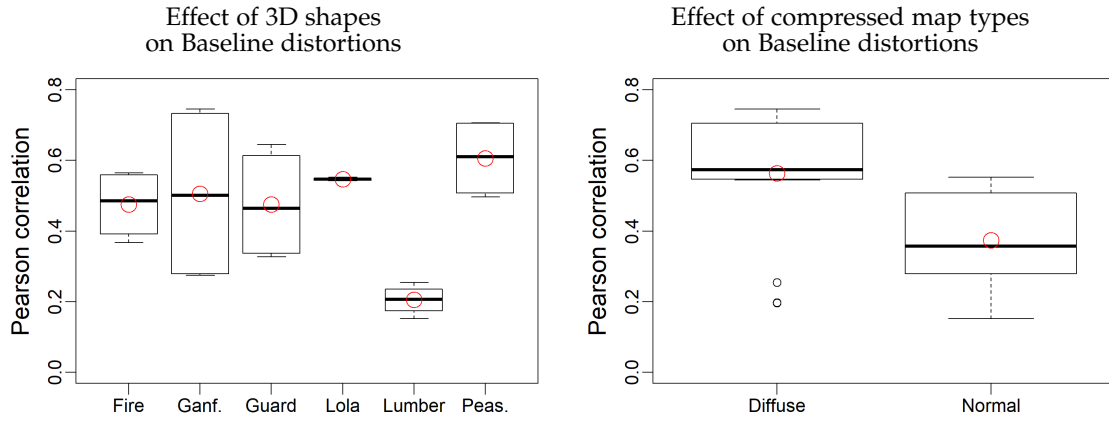 Effect of 3D shapes
on Baseline distortions
Pearson correlation
0.8
0.6
0.4
0.2
0.0
Fire Ganf. Guard Lola Lumber Peas.
Effect of compressed map types
on Baseline distortions
Pearson correlation
0.8
0.6
0.4
0.2
0.0
Diffuse Normal